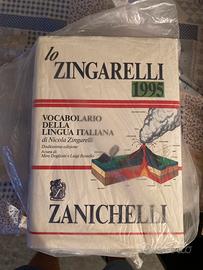 lo
ZINGARELLI
1995
VOCABOLARIO
DELLA
LINGUA ITALIANA
di Nicola Zingarelli
Dodicesima edizione
a cura di
Miro Dogliotti e Luigi Rosiello
ZANICHELLI